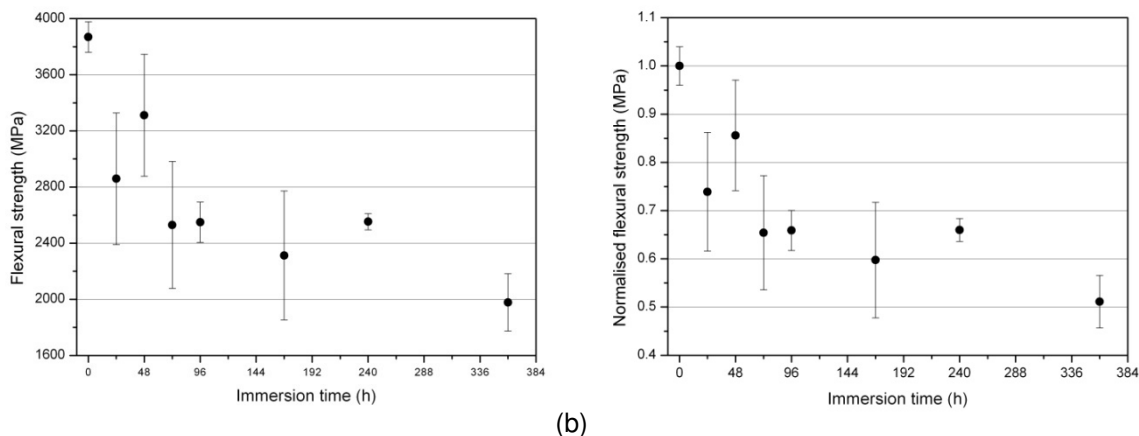 4000
3600
3200
2800
2400
2000
1600
Flexural strength (MPa)
0 48 96 144 192 240 288 336 384
Immersion time (h)
1.1
1.0
0.9
0.8
0.7
0.6
0.5
0.4
Normalised flexural strength (MPa)
0 48 96 144 192 240 288 336 384
Immersion time (h)
(b)